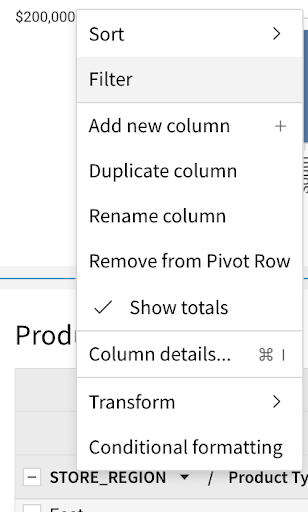 $200,000
Sort
Filter
Add new column +
Duplicate column
Rename column
Remove from Pivot Row
Show totals
Column details... ⌘ I
Transform
Conditional formatting
STORE_REGION / Product Ty
East